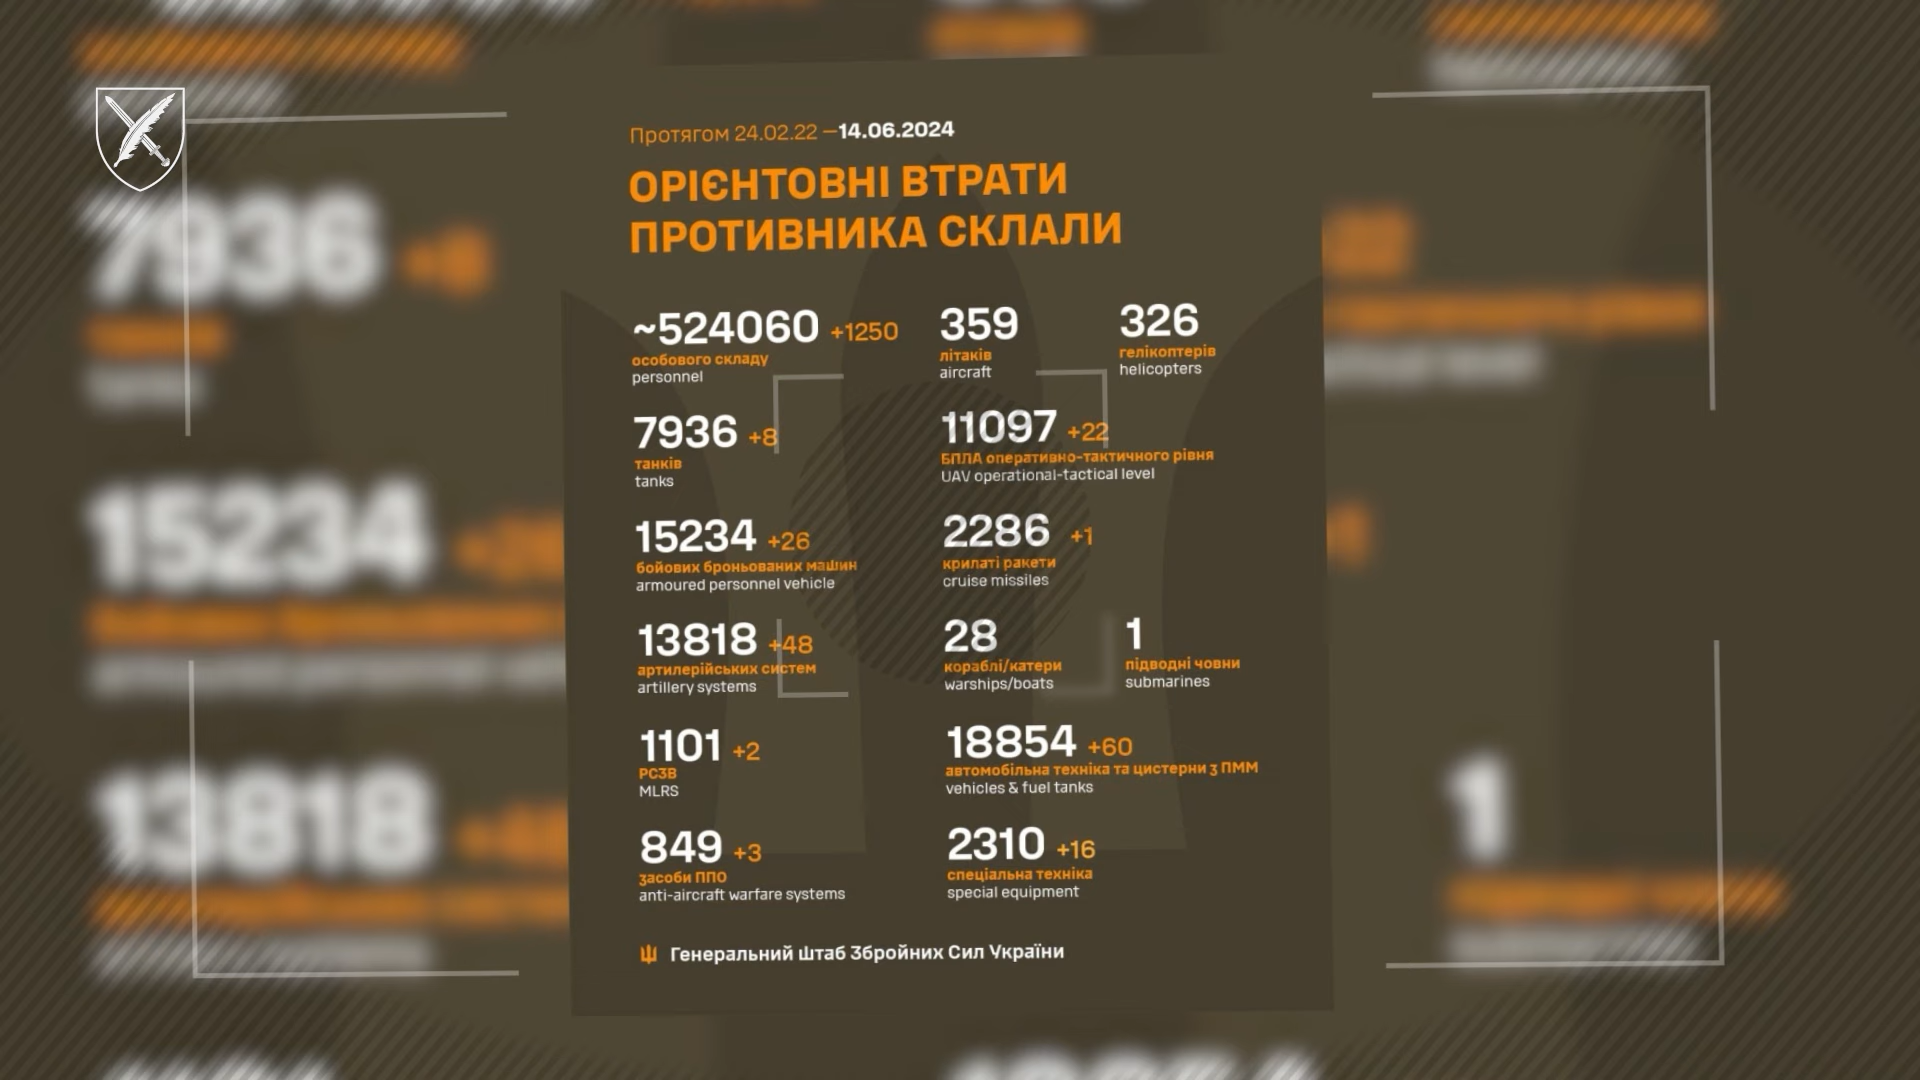 Протягом 24.02.22 —14.06.2024
ОРІЄНТОВНІ ВТРАТИ
ПРОТИВНИКА СКЛАЛИ
~524060 +1250
особового складу
personnel
359
літаків
aircraft
326
гелікоптерів
helicopters
7936 +8
танків
tanks
11097 +22
БПЛА оперативно-тактичного рівня
UAV operational-tactical level
15234 +26
бойових броньованих машин
armoured personnel vehicle
2286 +1
крилаті ракети
cruise missiles
13818 +48
артилерійських систем
artillery systems
28
кораблі/катери
warships/boats
1
підводні човни
submarines
1101 +2
РСЗВ
MLRS
18854 +60
автомобільна техніка та цистерни з ПММ
vehicles & fuel tanks
849 +3
засоби ППО
anti-aircraft warfare systems
2310 +16
спеціальна техніка
special equipment
Генеральний штаб Збройних Сил України
7936 +8
15234
13818
1